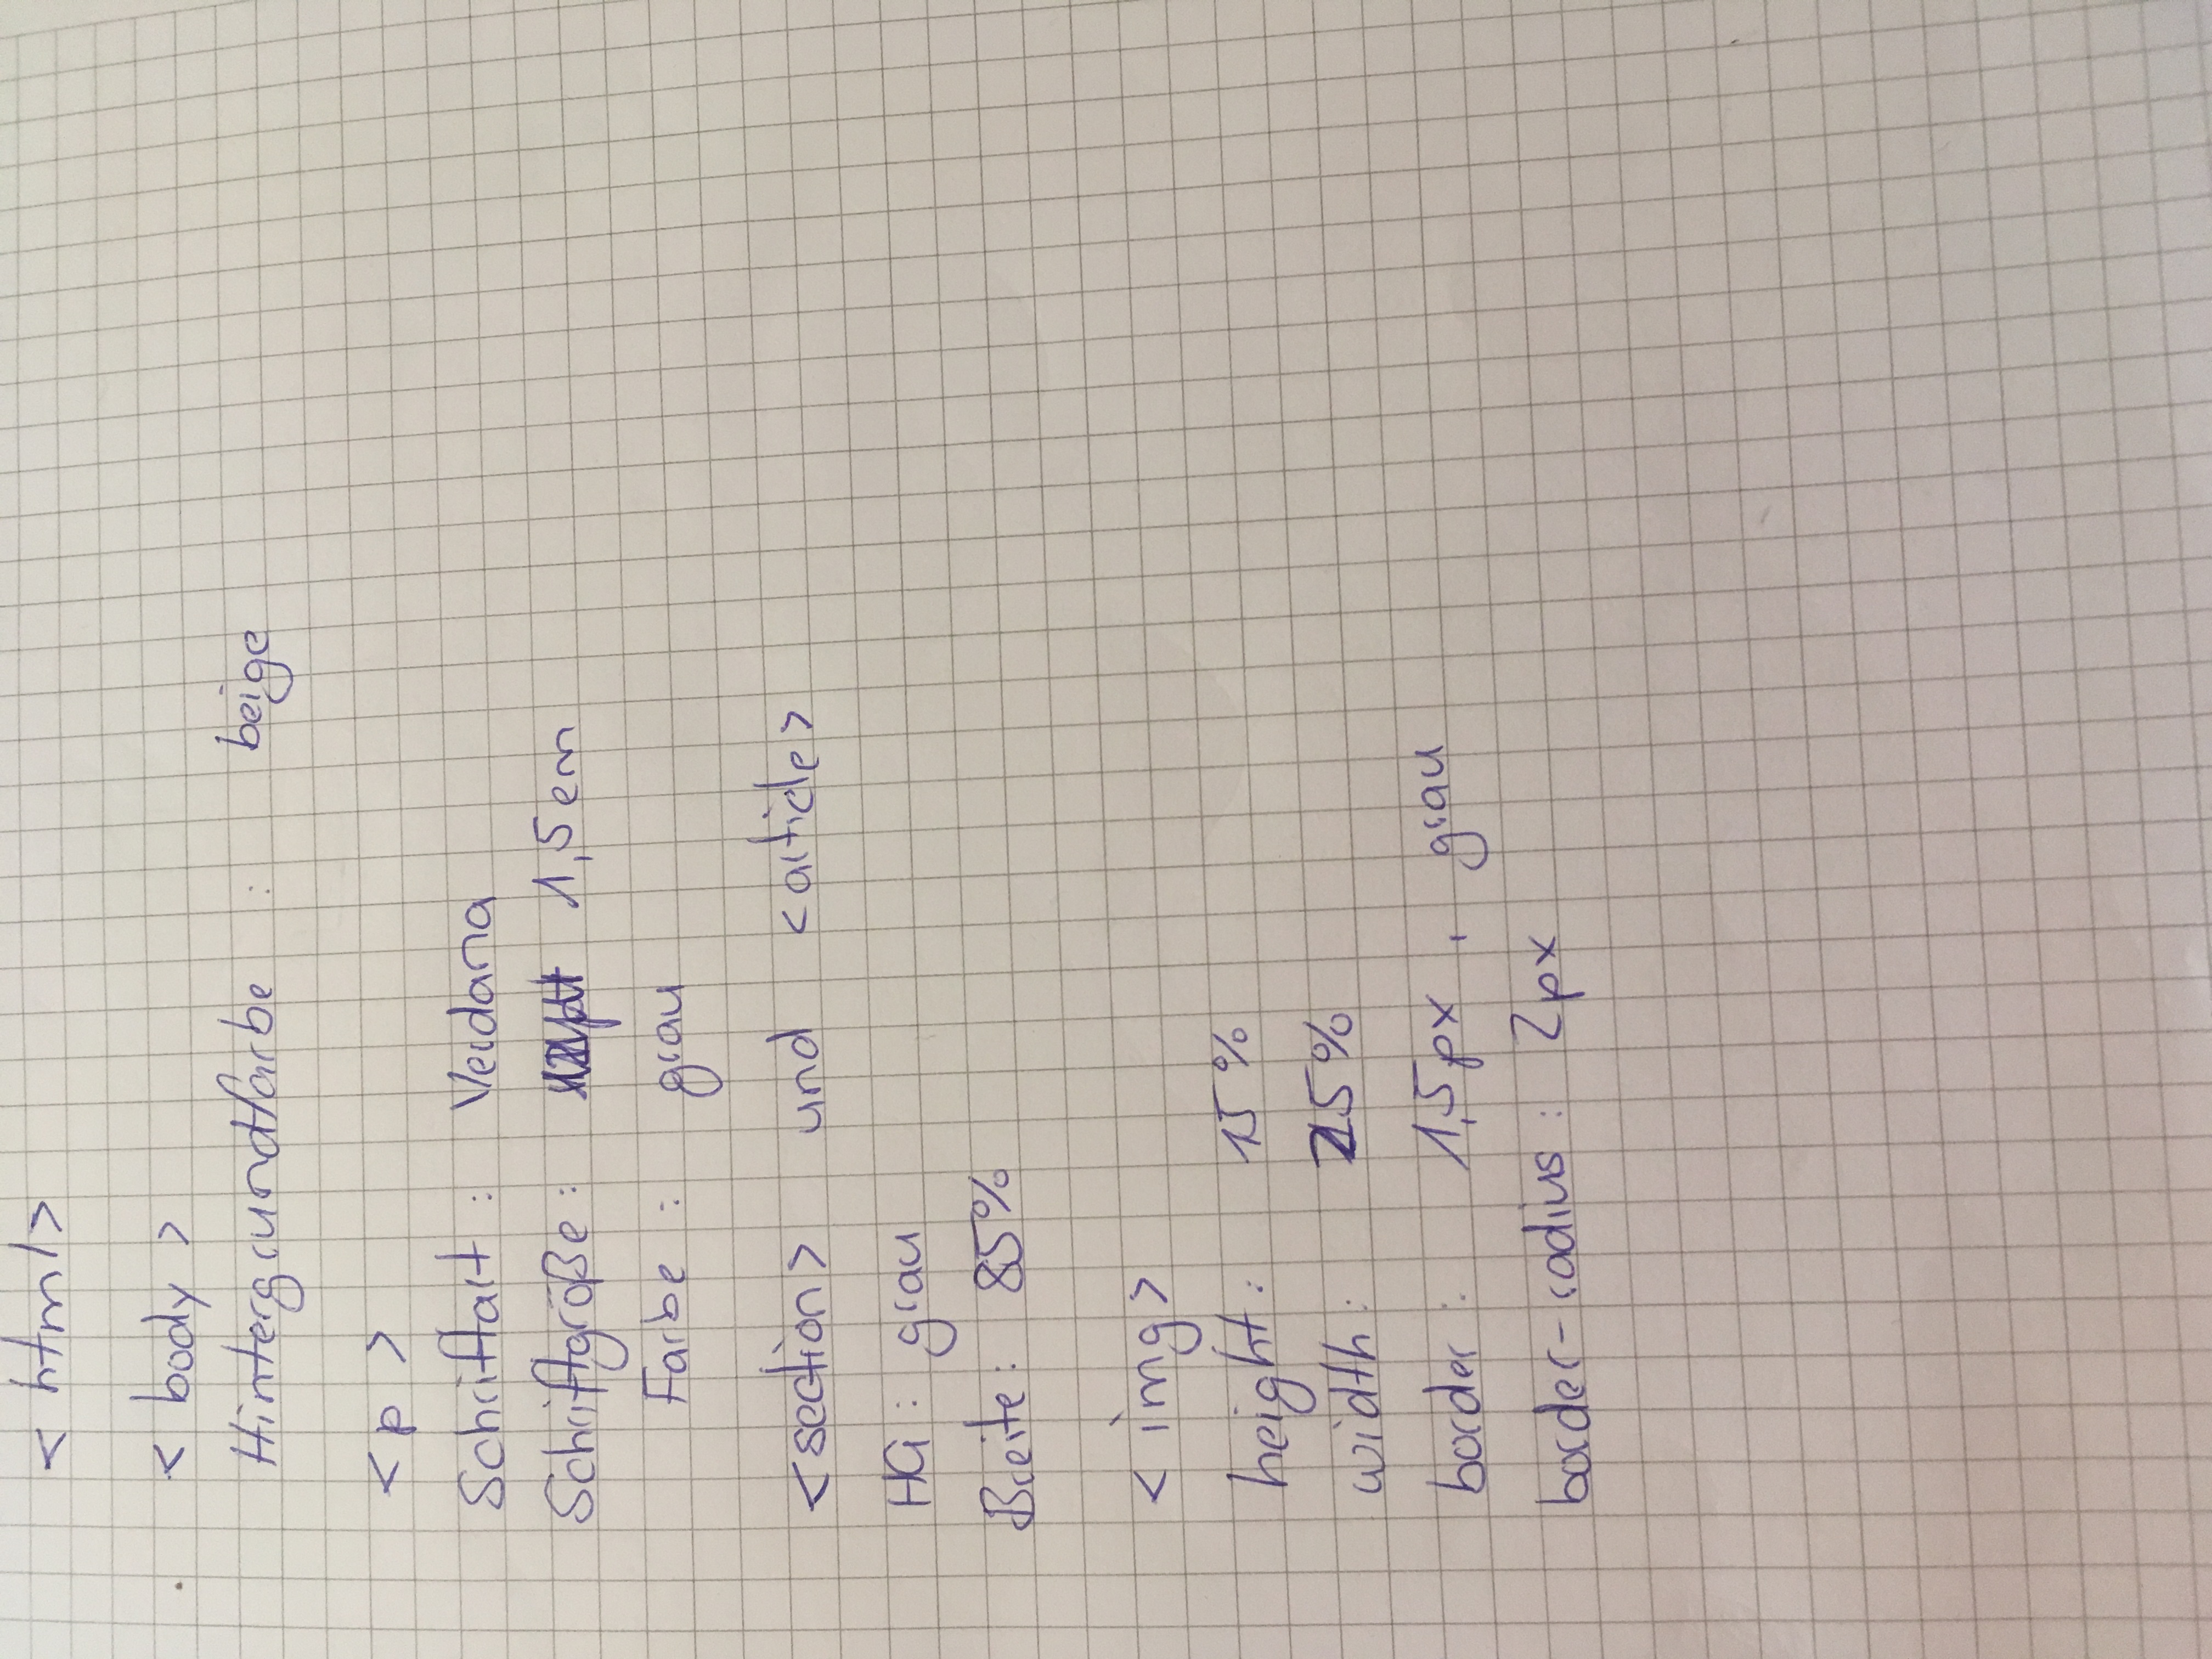 < html>
< body >
Hintergrundfarbe : beige
< p >
Schriftart : Verdana
Schriftgröße : 1,5em
Farbe : grau
<section> und <article>
HG : grau
Breite : 85%
< img >
height : 15%
width : 25%
border : 1,5px , grau
border-radius : 2px